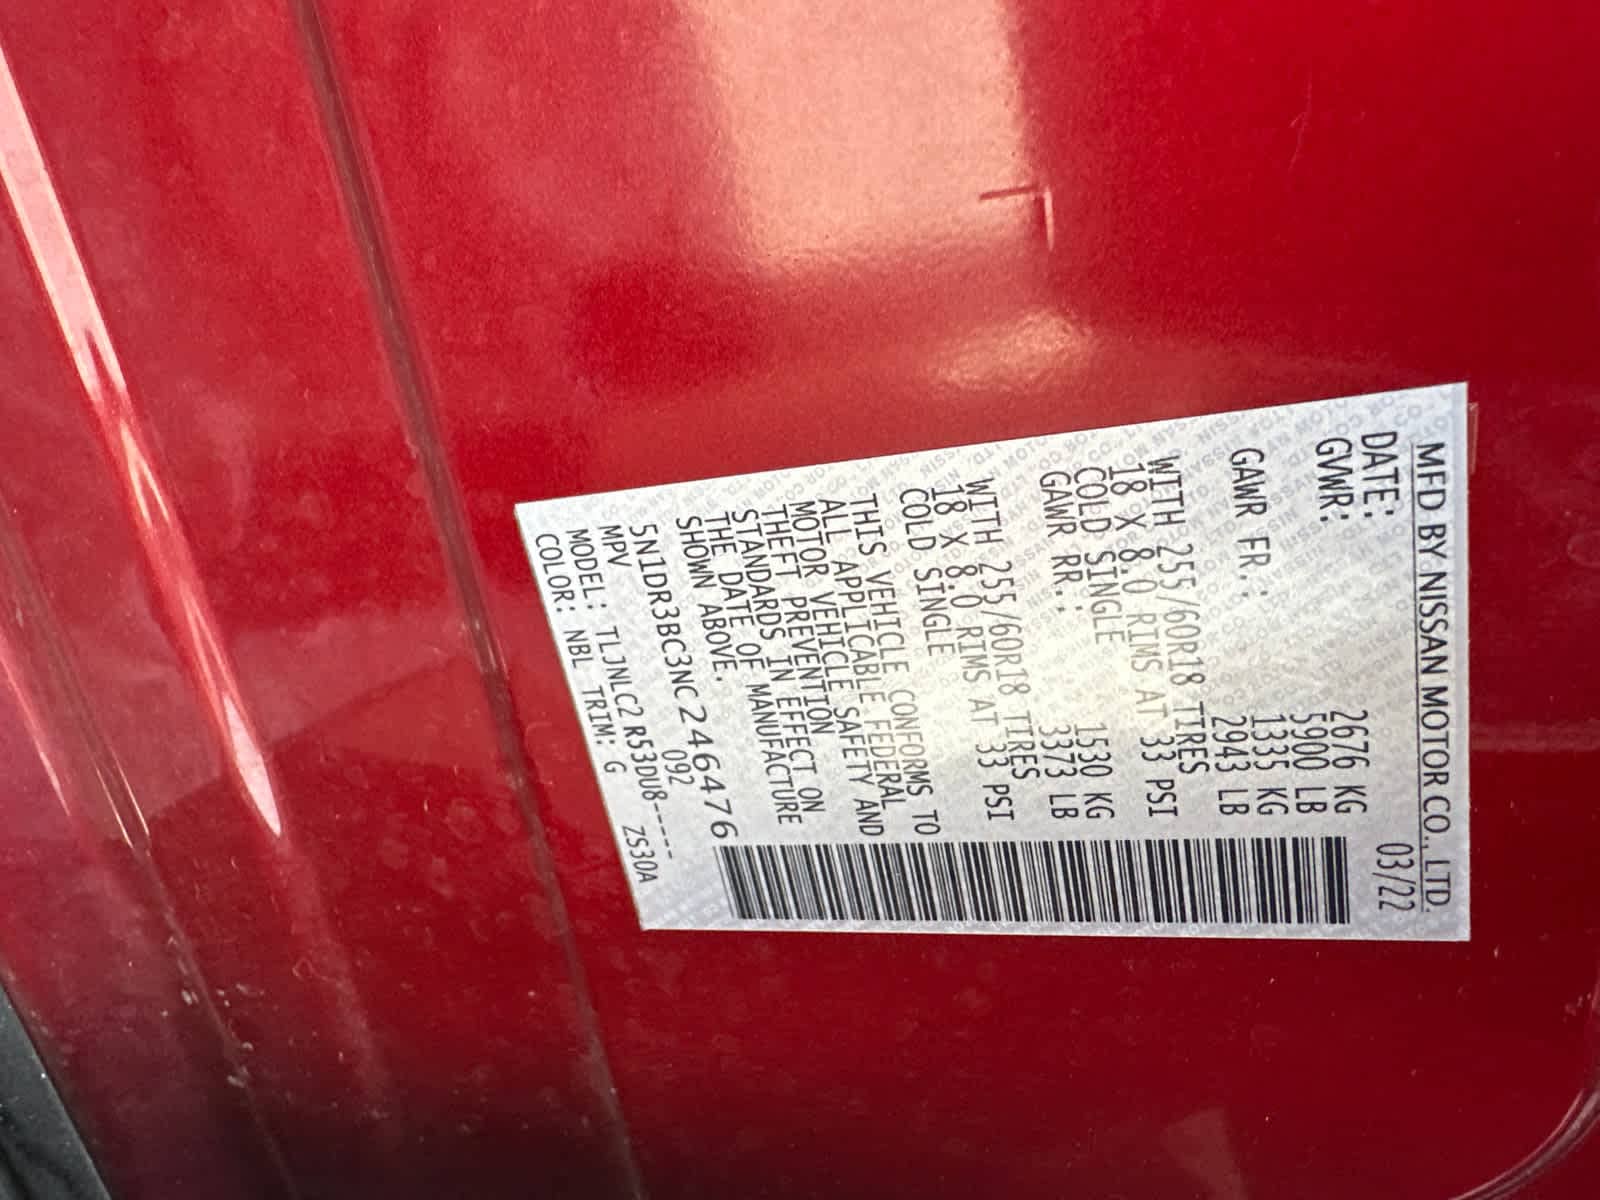 MFD BY NISSAN MOTOR CO., LTD.
DATE: 03/22
GVWR: 2676 KG
5900 LB
GAWR FR.: 1335 KG
2943 LB
WITH 255/60R18 TIRES
18 X 8.0 RIMS AT 33 PSI
COLD SINGLE
GAWR RR.: 1530 KG
3373 LB
WITH 255/60R18 TIRES
18 X 8.0 RIMS AT 33 PSI
COLD SINGLE
THIS VEHICLE CONFORMS TO
ALL APPLICABLE FEDERAL
MOTOR VEHICLE SAFETY AND
THEFT PREVENTION
STANDARDS IN EFFECT ON
THE DATE OF MANUFACTURE
SHOWN ABOVE.
5N1DR3BC3NC246476
MPV 092
MODEL: TLJNLC2 R53DU8-----
COLOR: NBL TRIM: G ZS30A